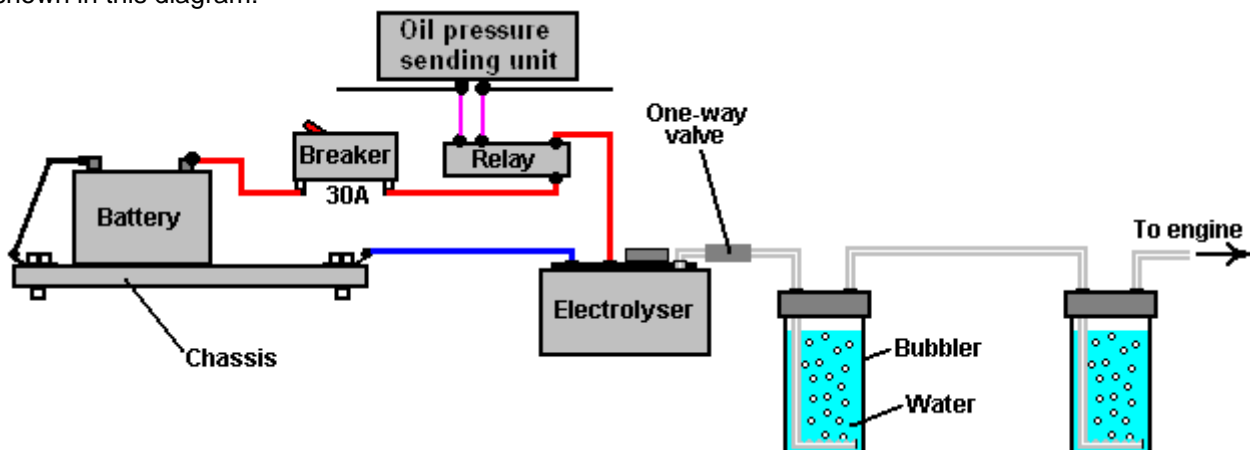 shown in this diagram:
Oil pressure
sending unit
One-way
valve
Breaker
Relay
30A
Battery
To engine
Electrolyser
Chassis
Bubbler
Water